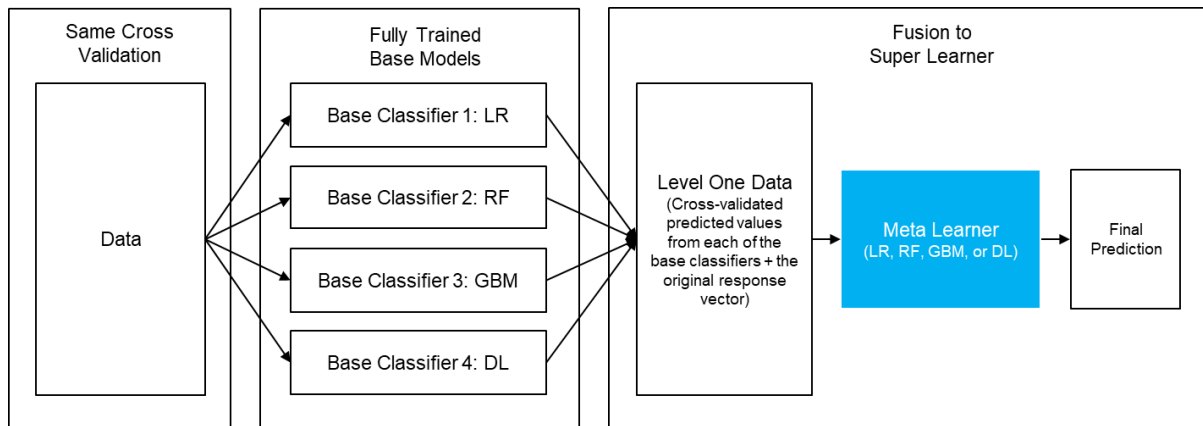 Same Cross
Validation
Data
Fully Trained
Base Models
Base Classifier 1: LR
Base Classifier 2: RF
Base Classifier 3: GBM
Base Classifier 4: DL
Fusion to
Super Learner
Level One Data
(Cross-validated
predicted values
from each of the
base classifiers + the
original response
vector)
Meta Learner
(LR, RF, GBM, or DL)
Final
Prediction